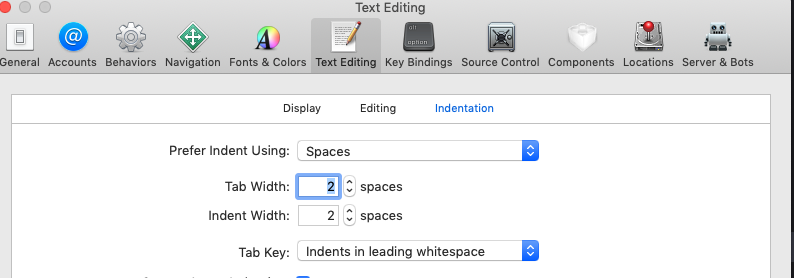 Text Editing
General Accounts Behaviors Navigation Fonts & Colors Text Editing Key Bindings Source Control Components Locations Server & Bots
alt
option
Display Editing Indentation
Prefer Indent Using: Spaces
Tab Width: 2 spaces
Indent Width: 2 spaces
Tab Key: Indents in leading whitespace